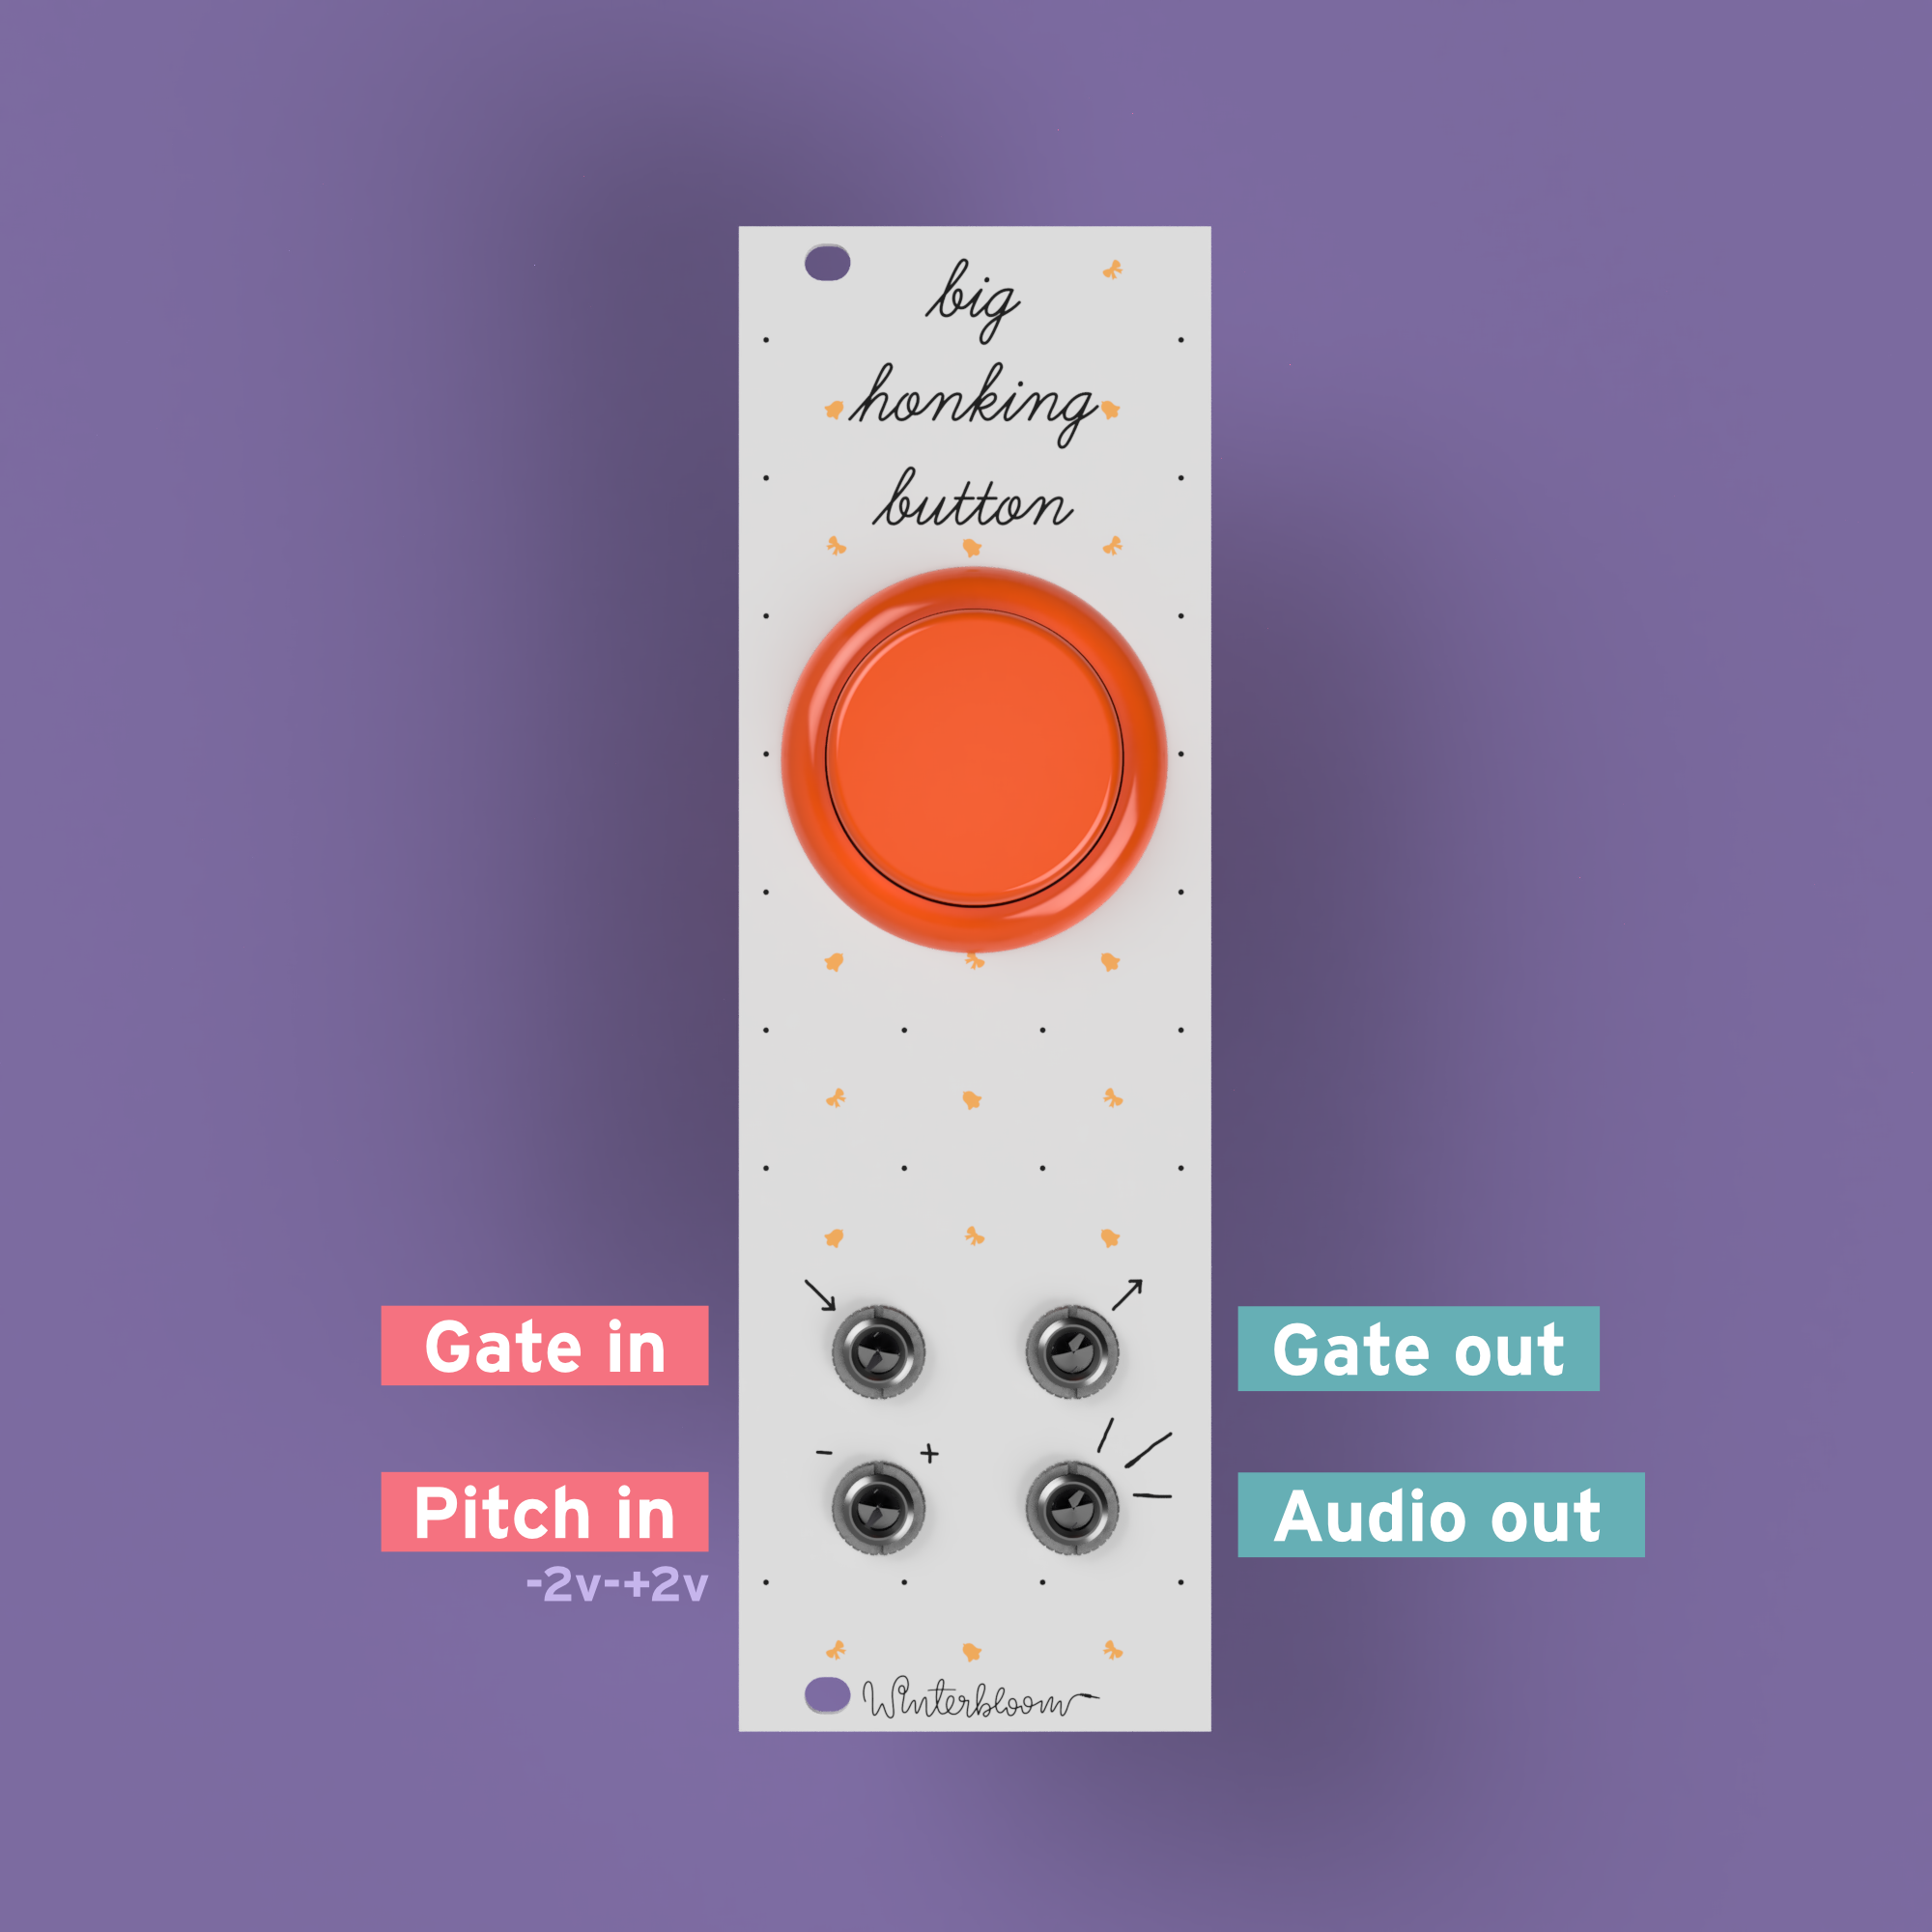 big
honking
button
Gate in
Gate out
- +
Pitch in
Audio out
-2v-+2v
Winterbloom